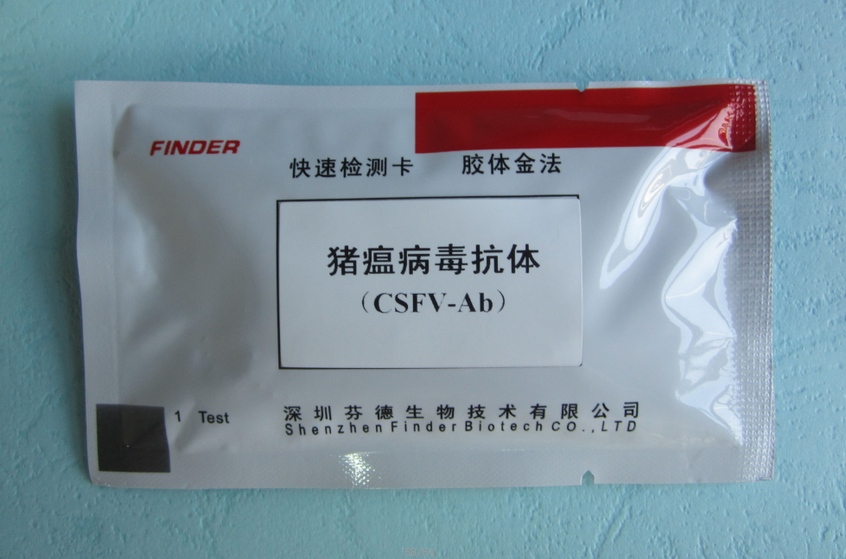 FINDER
快速检测卡 胶体金法
猪瘟病毒抗体
(CSFV-Ab)
1 Test
深圳芬德生物技术有限公司
Shenzhen Finder Biotech CO.,LTD